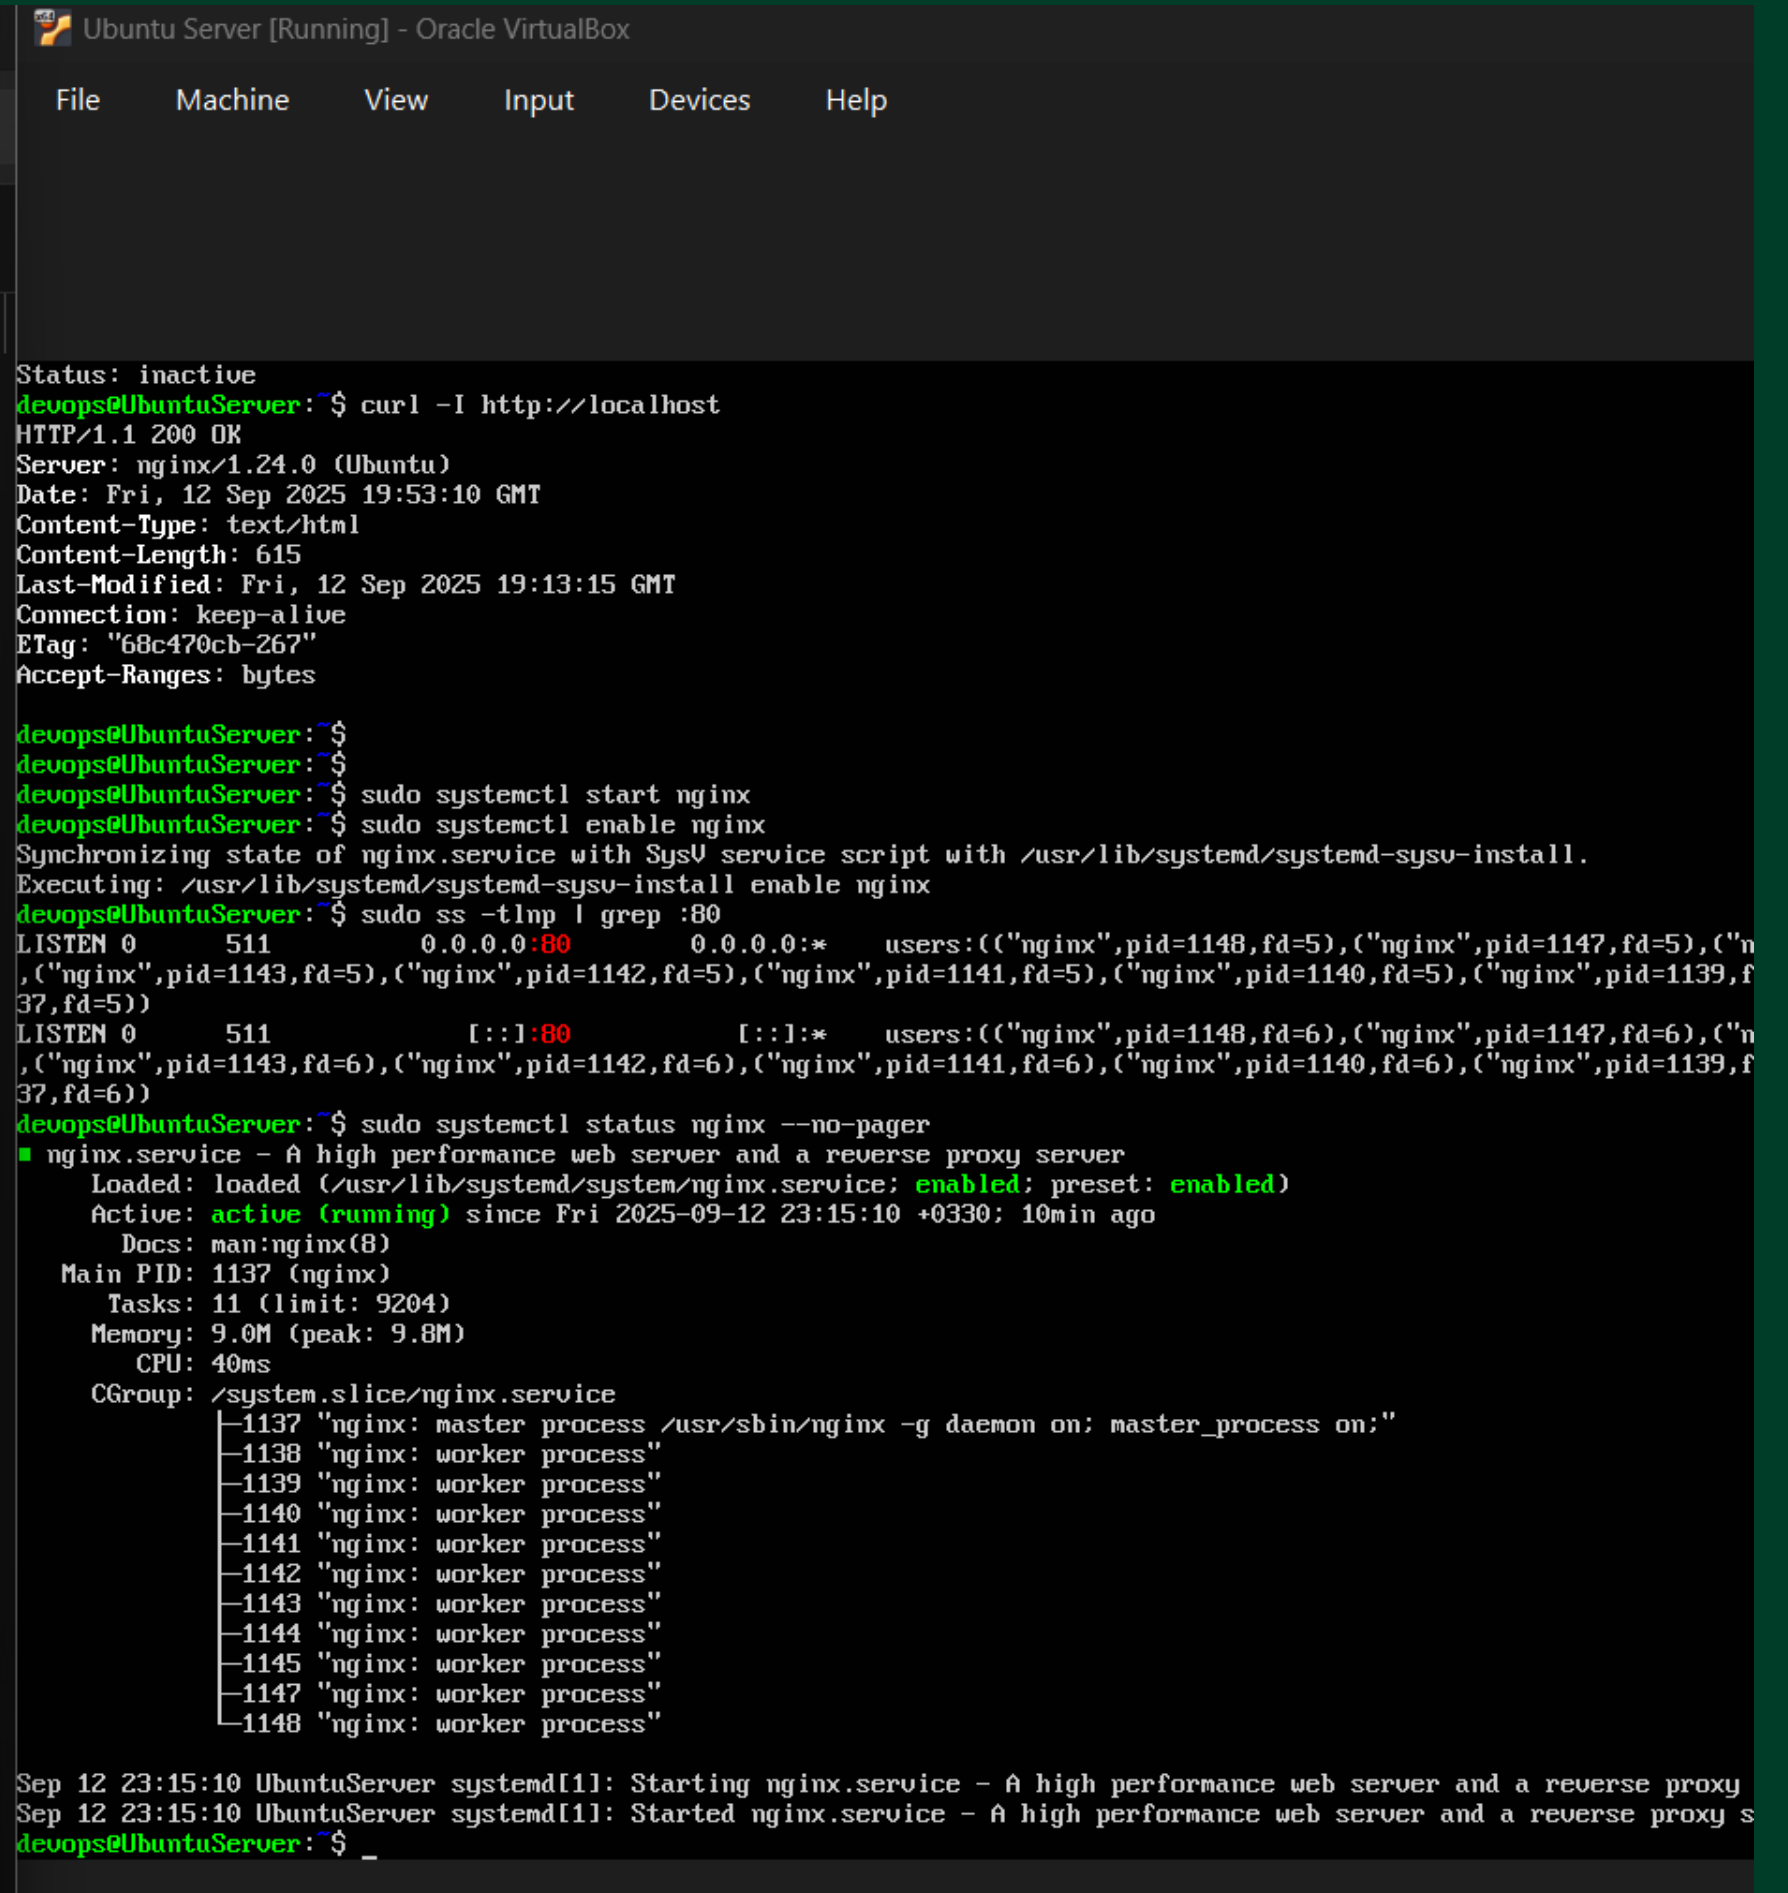 Ubuntu Server [Running] - Oracle VirtualBox
File Machine View Input Devices Help
Status: inactive
devops@UbuntuServer:~$ curl -I http://localhost
HTTP/1.1 200 OK
Server: nginx/1.24.0 (Ubuntu)
Date: Fri, 12 Sep 2025 19:53:10 GMT
Content-Type: text/html
Content-Length: 615
Last-Modified: Fri, 12 Sep 2025 19:13:15 GMT
Connection: keep-alive
ETag: "68c470cb-267"
Accept-Ranges: bytes
devops@UbuntuServer:~$
devops@UbuntuServer:~$
devops@UbuntuServer:~$ sudo systemctl start nginx
devops@UbuntuServer:~$ sudo systemctl enable nginx
Synchronizing state of nginx.service with SysV service script with /usr/lib/systemd/systemd-sysv-install.
Executing: /usr/lib/systemd/systemd-sysv-install enable nginx
devops@UbuntuServer:~$ sudo ss -tlnp | grep :80
LISTEN 0 511 0.0.0.0:80 0.0.0.0:* users:(("nginx",pid=1148,fd=5),("nginx",pid=1147,fd=5),("n
,("nginx",pid=1143,fd=5),("nginx",pid=1142,fd=5),("nginx",pid=1141,fd=5),("nginx",pid=1140,fd=5),("nginx",pid=1139,f
37,fd=5))
LISTEN 0 511 [::]:80 [::]:* users:(("nginx",pid=1148,fd=6),("nginx",pid=1147,fd=6),("n
,("nginx",pid=1143,fd=6),("nginx",pid=1142,fd=6),("nginx",pid=1141,fd=6),("nginx",pid=1140,fd=6),("nginx",pid=1139,f
37,fd=6))
devops@UbuntuServer:~$ sudo systemctl status nginx --no-pager
nginx.service - A high performance web server and a reverse proxy server
Loaded: loaded (/usr/lib/systemd/system/nginx.service; enabled; preset: enabled)
Active: active (running) since Fri 2025-09-12 23:15:10 +0330; 10min ago
Docs: man:nginx(8)
Main PID: 1137 (nginx)
Tasks: 11 (limit: 9204)
Memory: 9.0M (peak: 9.8M)
CPU: 40ms
CGroup: /system.slice/nginx.service
├─1137 "nginx: master process /usr/sbin/nginx -g daemon on; master_process on;"
├─1138 "nginx: worker process"
├─1139 "nginx: worker process"
├─1140 "nginx: worker process"
├─1141 "nginx: worker process"
├─1142 "nginx: worker process"
├─1143 "nginx: worker process"
├─1144 "nginx: worker process"
├─1145 "nginx: worker process"
├─1147 "nginx: worker process"
└─1148 "nginx: worker process"
Sep 12 23:15:10 UbuntuServer systemd[1]: Starting nginx.service - A high performance web server and a reverse proxy
Sep 12 23:15:10 UbuntuServer systemd[1]: Started nginx.service - A high performance web server and a reverse proxy s
devops@UbuntuServer:~$ _